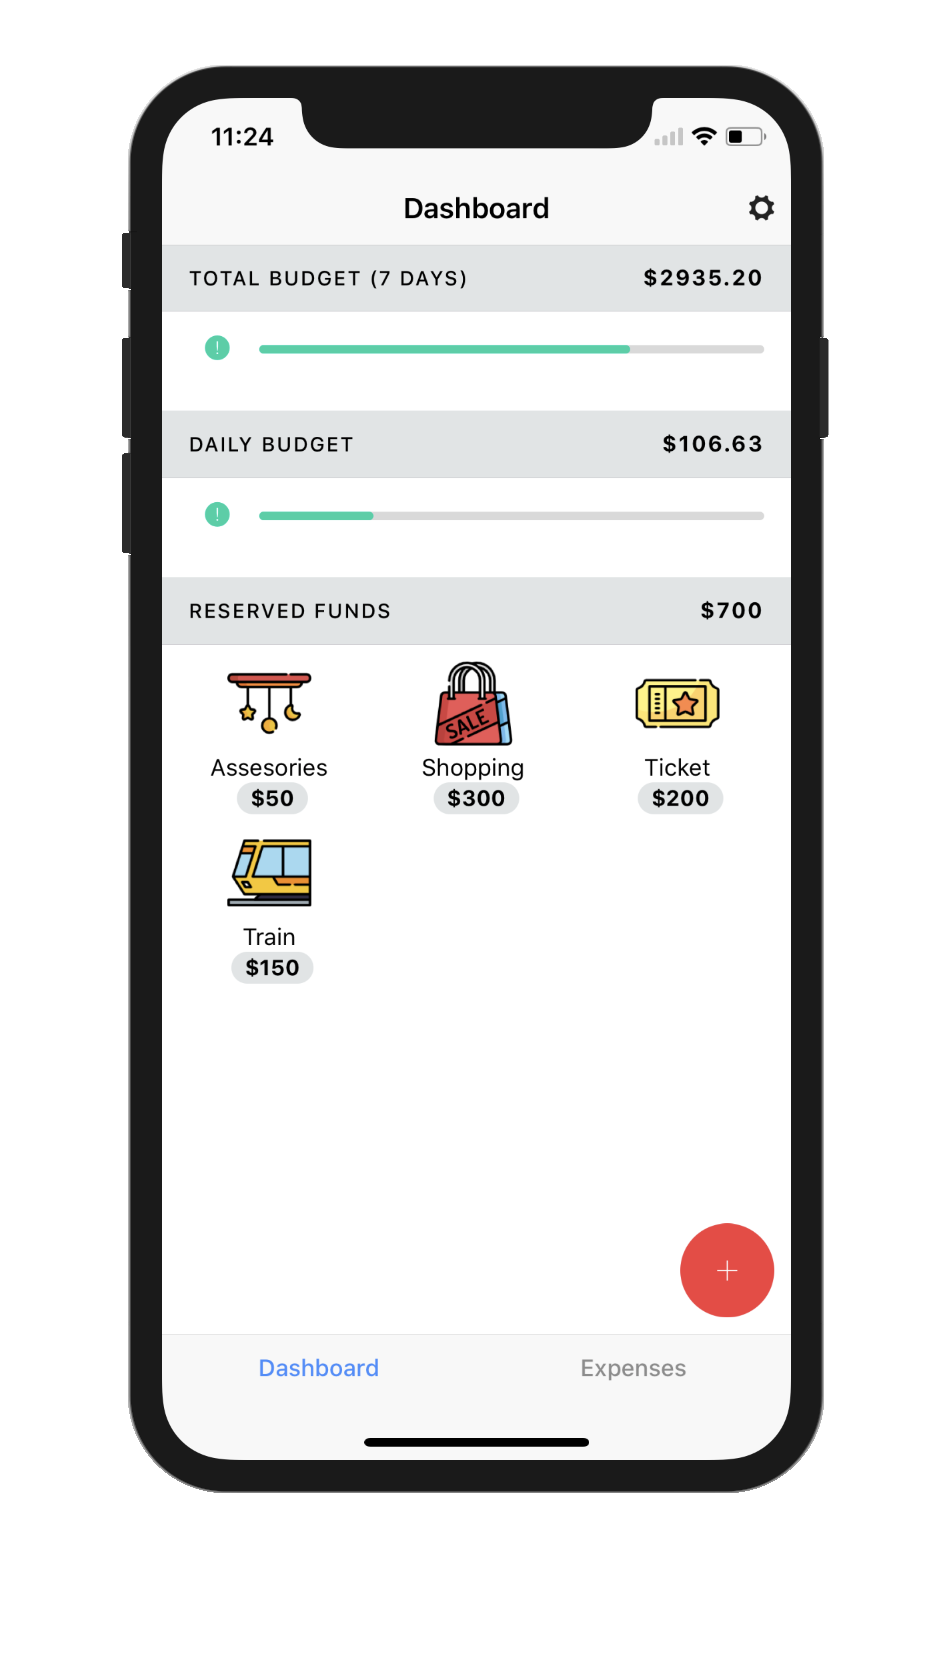 11:24
Dashboard
TOTAL BUDGET (7 DAYS) $2935.20
!
DAILY BUDGET $106.63
!
RESERVED FUNDS $700
SALE
Assesories Shopping Ticket
$50 $300 $200
Train
$150
+
Dashboard Expenses